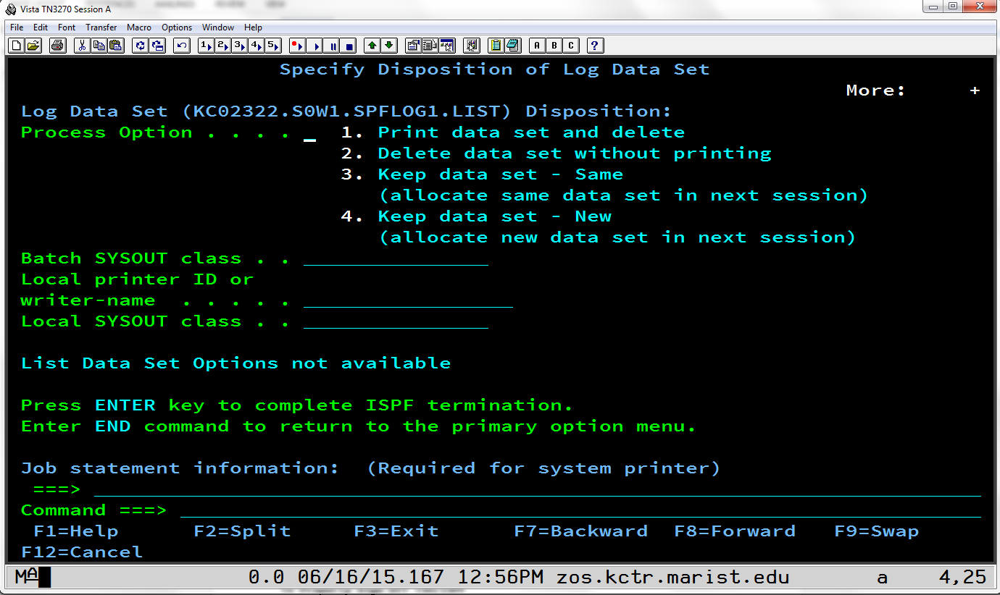 Vista TN3270 Session A
File Edit Font Transfer Macro Options Window Help
1 2 3 4 5 A B C ?
Specify Disposition of Log Data Set
More: +
Log Data Set (KC02322.S0W1.SPFLOG1.LIST) Disposition:
Process Option . . . . _ 1. Print data set and delete
2. Delete data set without printing
3. Keep data set - Same
(allocate same data set in next session)
4. Keep data set - New
(allocate new data set in next session)
Batch SYSOUT class . .
Local printer ID or
writer-name . . . . .
Local SYSOUT class . .
List Data Set Options not available
Press ENTER key to complete ISPF termination.
Enter END command to return to the primary option menu.
Job statement information: (Required for system printer)
===>
Command ===>
F1=Help F2=Split F3=Exit F7=Backward F8=Forward F9=Swap
F12=Cancel
MA 0.0 06/16/15.167 12:56PM zos.kctr.marist.edu a 4,25